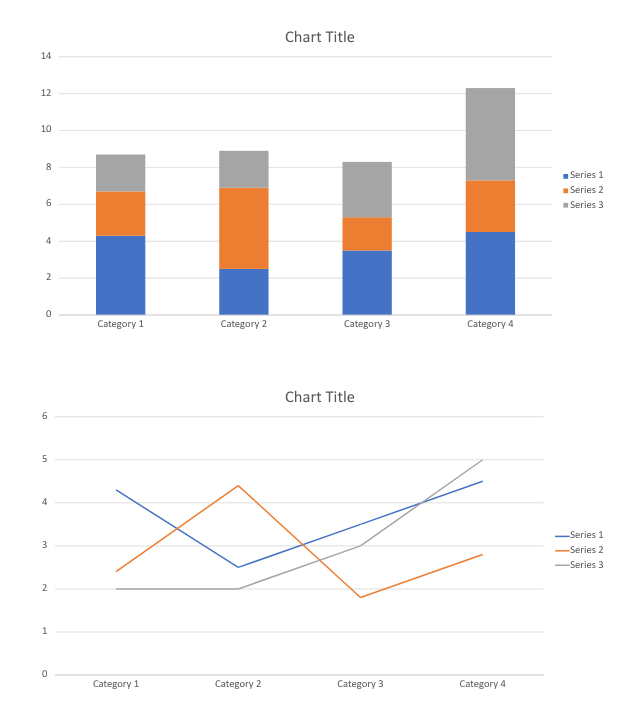 Chart Title
14
12
10
8
6
4
2
0
Category 1 Category 2 Category 3 Category 4
Series 1
Series 2
Series 3
Chart Title
6
5
4
3
2
1
0
Category 1 Category 2 Category 3 Category 4
Series 1
Series 2
Series 3